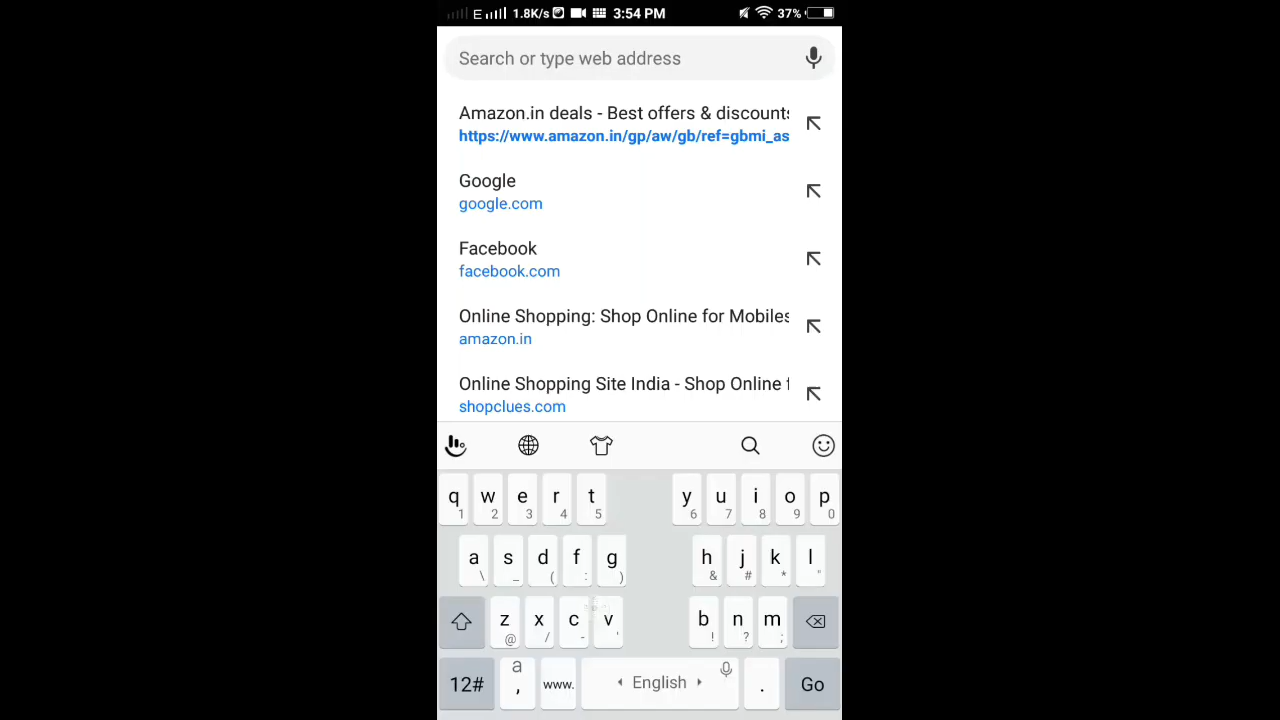 E 1.8K/s 3:54 PM 37%
Search or type web address
Amazon.in deals - Best offers & discounts
https://www.amazon.in/gp/aw/gb/ref=gbmi_as
Google
google.com
Facebook
facebook.com
Online Shopping: Shop Online for Mobiles
amazon.in
Online Shopping Site India - Shop Online f
shopclues.com
q w e r t y u i o p
1 2 3 4 5 6 7 8 9 0
a s d f g h j k l
\ _ ( : ) & # * "
z x c v b n m
@ / - ' ! ? ;
12# a , www. English . Go